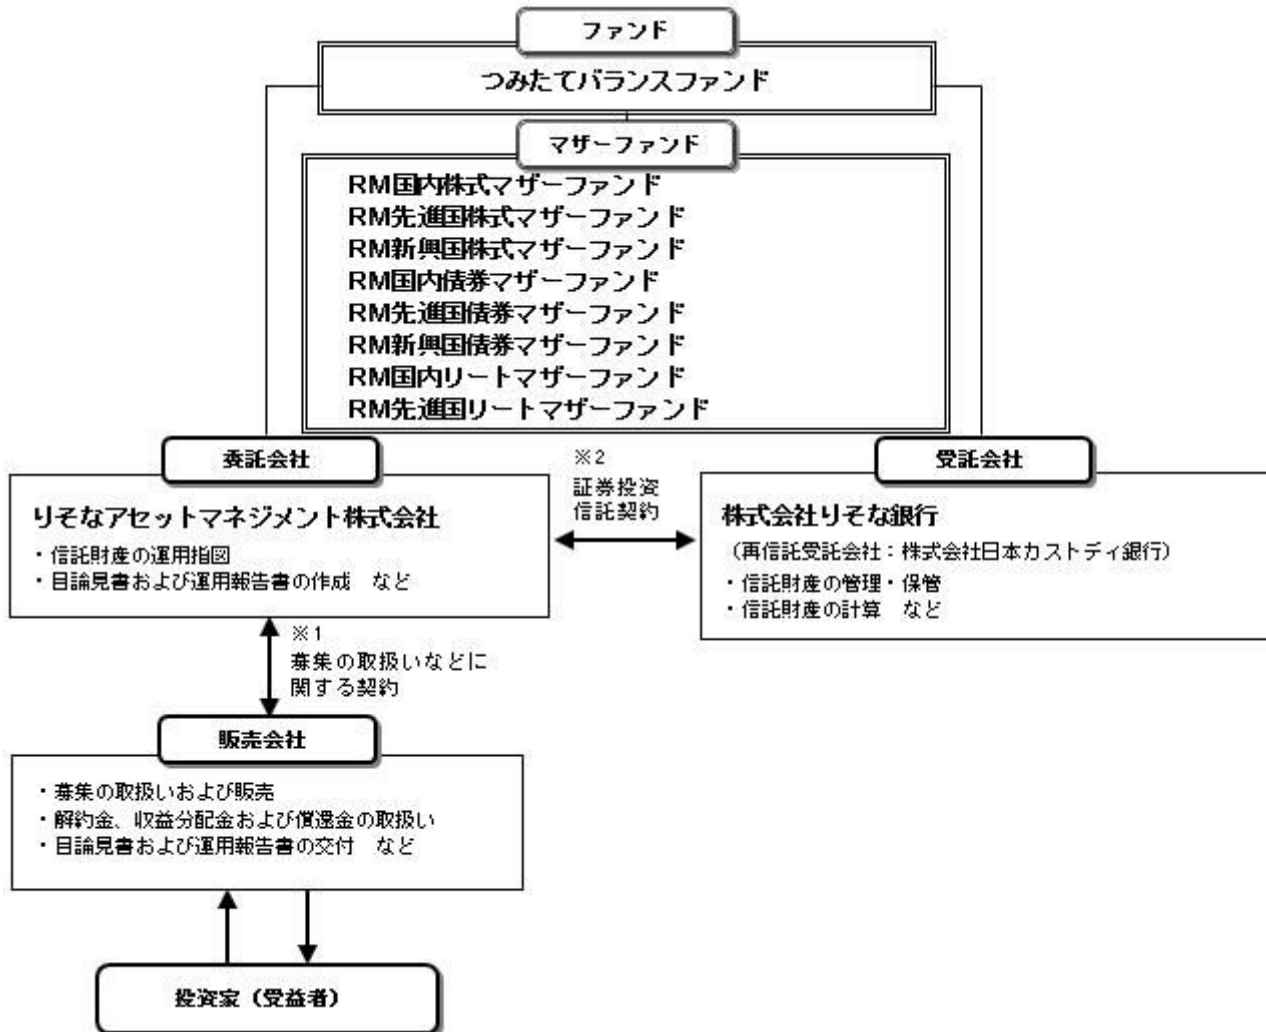 ファンド
つみたてバランスファンド
マザーファンド
RM国内株式マザーファンド
RM先進国株式マザーファンド
RM新興国株式マザーファンド
RM国内債券マザーファンド
RM先進国債券マザーファンド
RM新興国債券マザーファンド
RM国内リートマザーファンド
RM先進国リートマザーファンド
委託会社
りそなアセットマネジメント株式会社
・信託財産の運用指図
・目論見書および運用報告書の作成　など
※2
証券投資
信託契約
受託会社
株式会社りそな銀行
（再信託受託会社：株式会社日本カストディ銀行）
・信託財産の管理・保管
・信託財産の計算　など
※1
募集の取扱いなどに
関する契約
販売会社
・募集の取扱いおよび販売
・解約金、収益分配金および償還金の取扱い
・目論見書および運用報告書の交付　など
投資家（受益者）